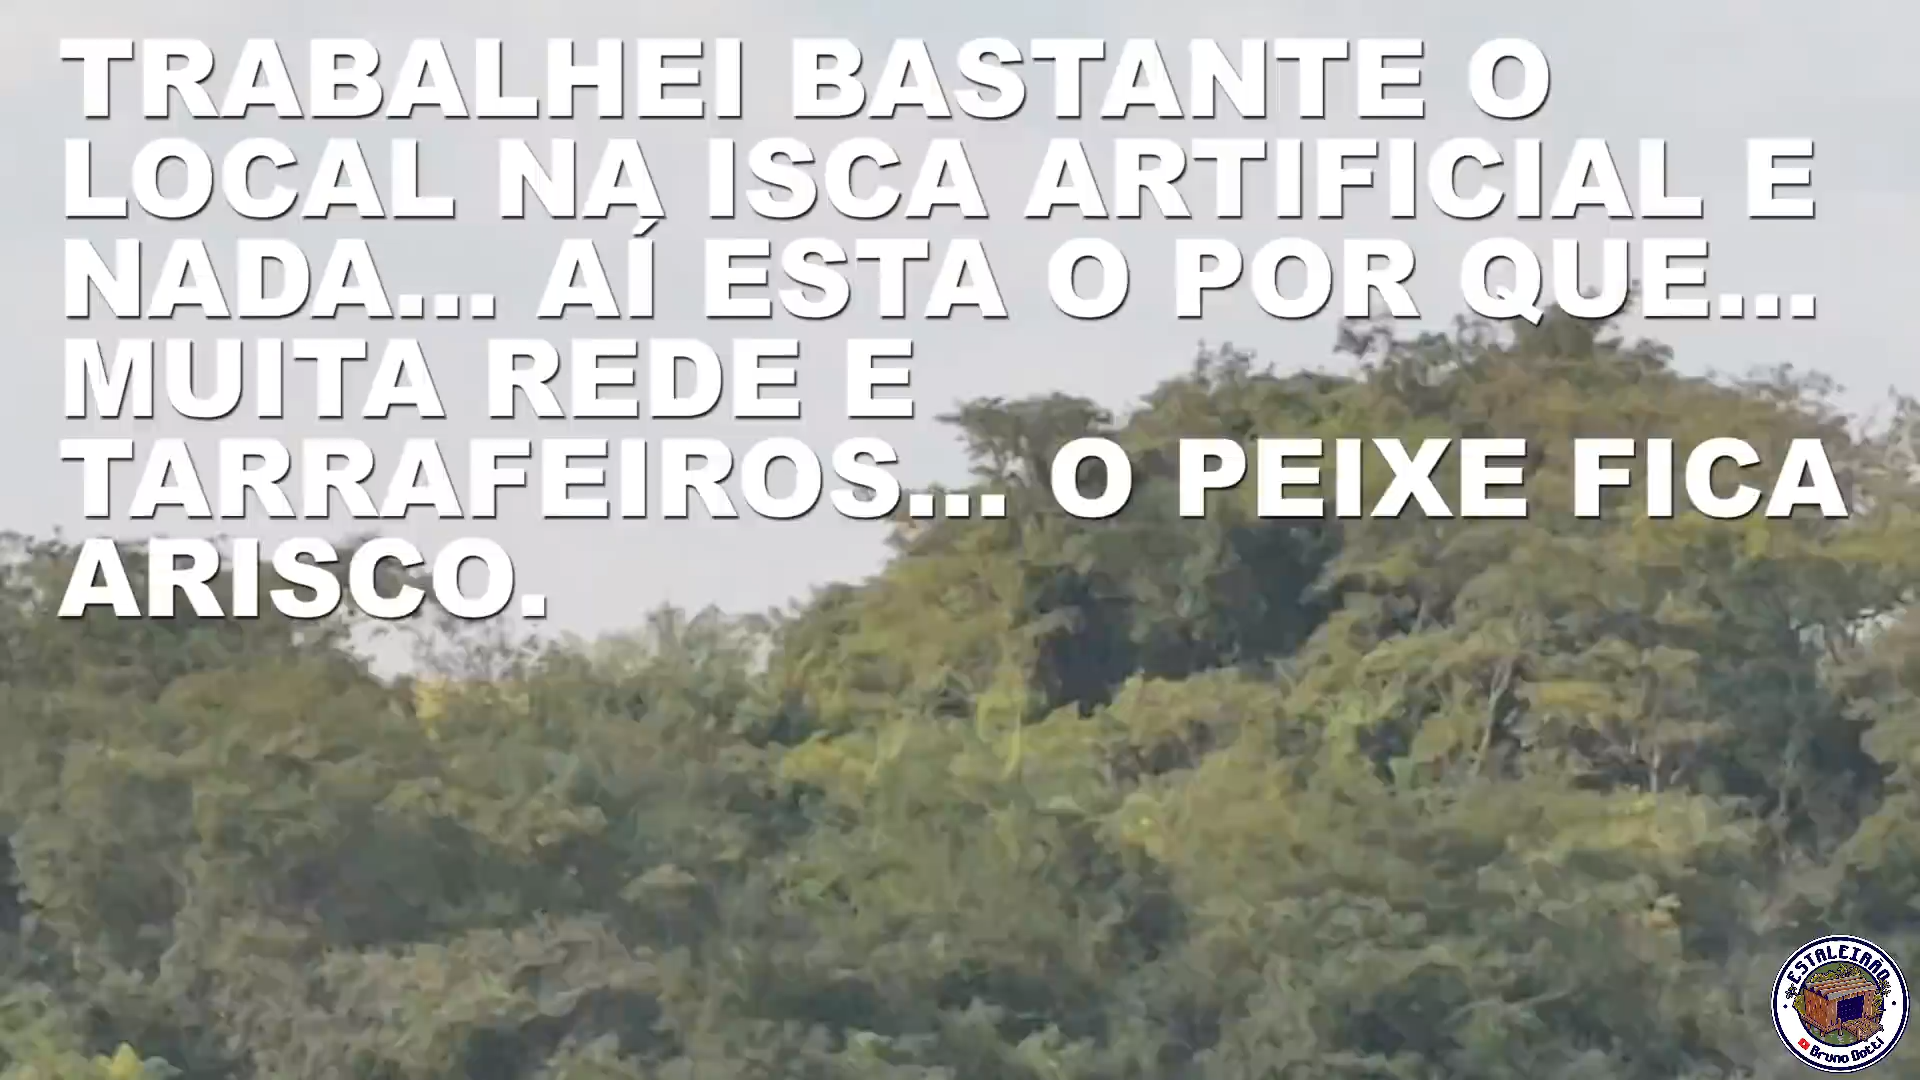 TRABALHEI BASTANTE O
LOCAL NA ISCA ARTIFICIAL E
NADA... AÍ ESTA O POR QUE...
MUITA REDE E
TARRAFEIROS... O PEIXE FICA
ARISCO.
ESTALEIRÃO
Bruno Dotti